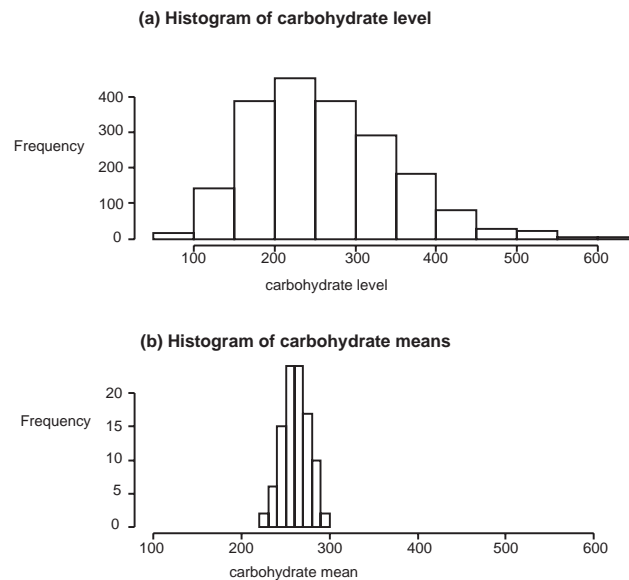 (a) Histogram of carbohydrate level
400
300
Frequency
200
100
0
100 200 300 400 500 600
carbohydrate level
(b) Histogram of carbohydrate means
20
Frequency
15
10
5
0
100 200 300 400 500 600
carbohydrate mean